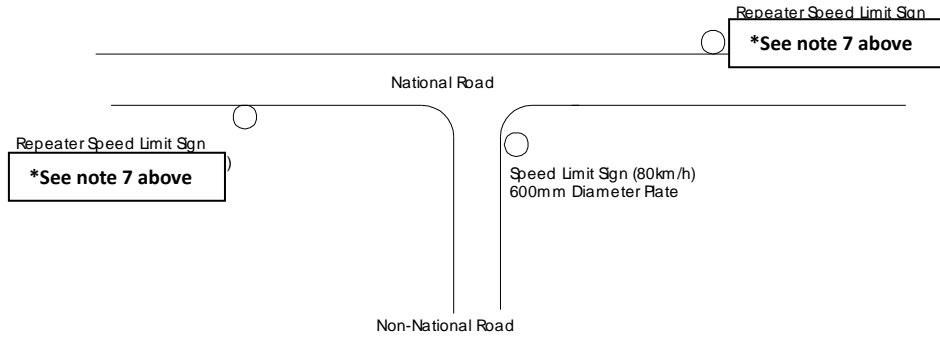 Repeater Speed Limit Sign
*See note 7 above
National Road
Repeater Speed Limit Sign
)
*See note 7 above
Speed Limit Sign (80km/h)
600mm Diameter Plate
Non-National Road